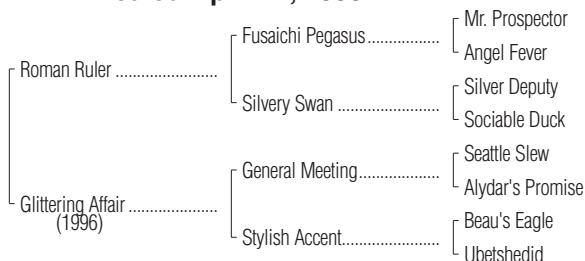 Mr. Prospector
Fusaichi Pegasus................
Angel Fever
Roman Ruler .......................
Silver Deputy
Silvery Swan .......................
Sociable Duck
Seattle Slew
General Meeting..................
Alydar's Promise
Glittering Affair ....................
(1996)
Beau's Eagle
Stylish Accent......................
Ubetshedid